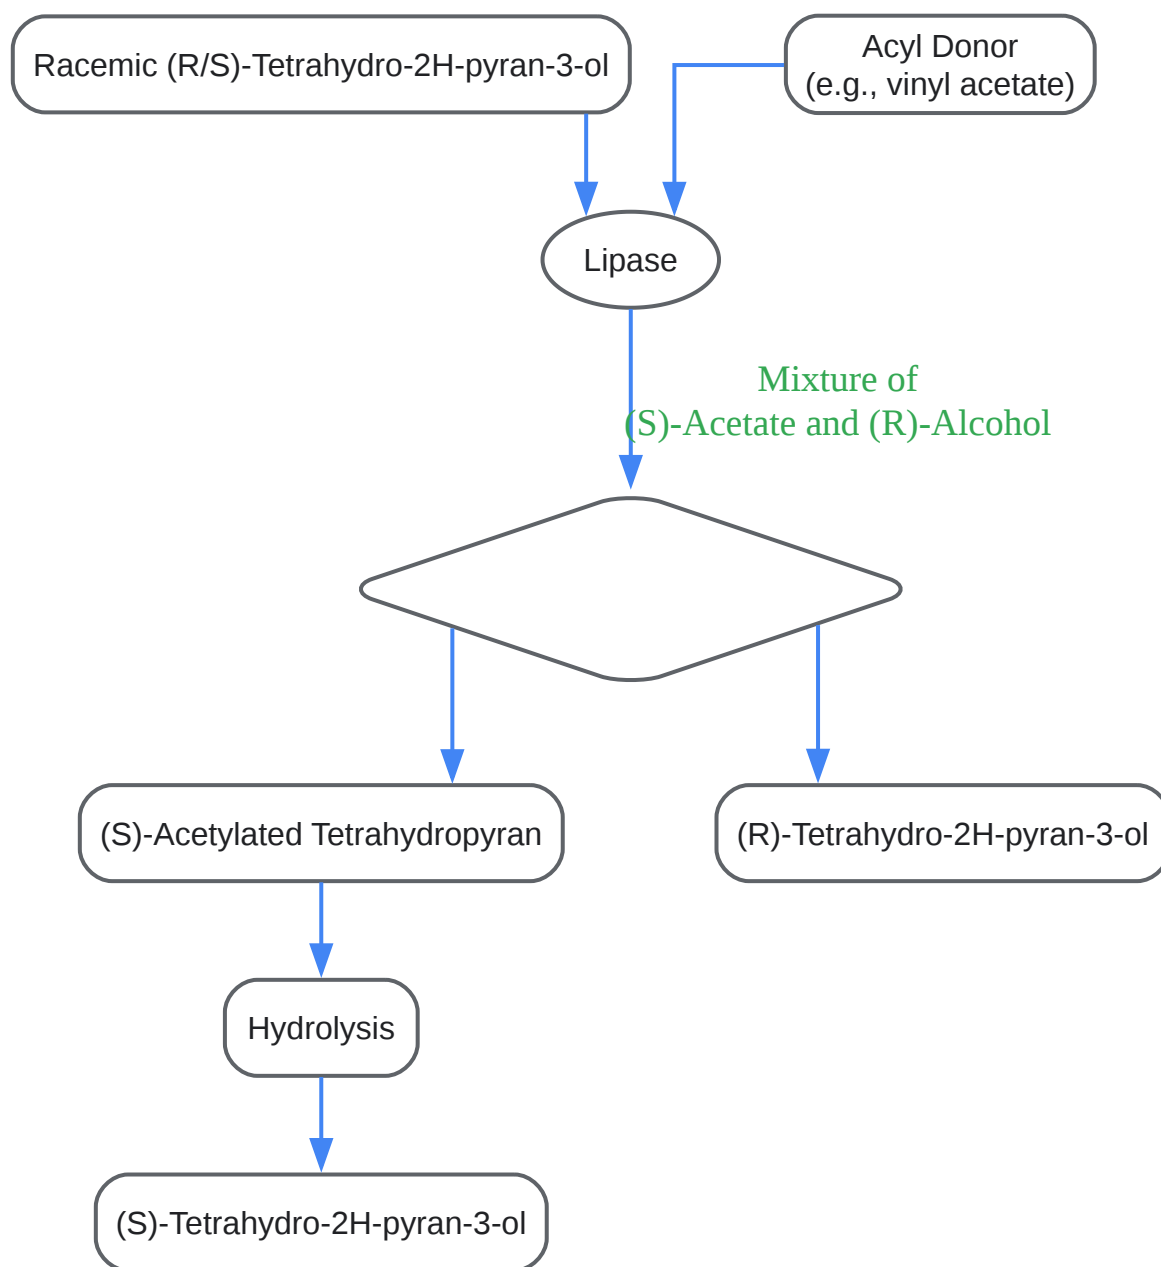 Racemic (R/S)-Tetrahydro-2H-pyran-3-ol
Acyl Donor
(e.g., vinyl acetate)
Lipase
Mixture of
(S)-Acetate and (R)-Alcohol
(S)-Acetylated Tetrahydropyran
(R)-Tetrahydro-2H-pyran-3-ol
Hydrolysis
(S)-Tetrahydro-2H-pyran-3-ol